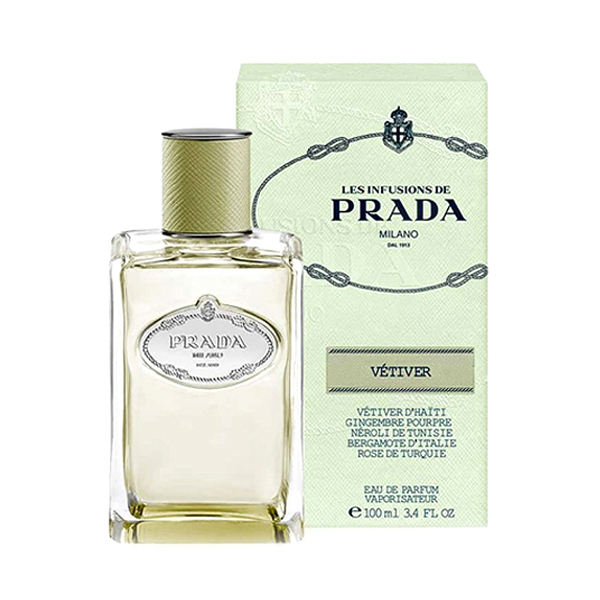 LES INFUSIONS DE
PRADA
MILANO
DAL 1913
VÉTIVER
VÉTIVER D'HAÏTI
GINGEMBRE POURPRE
NÉROLI DE TUNISIE
BERGAMOTE D'ITALIE
ROSE DE TURQUIE
EAU DE PARFUM
VAPORISATEUR
e 100 ml 3.4 FL OZ
PRADA